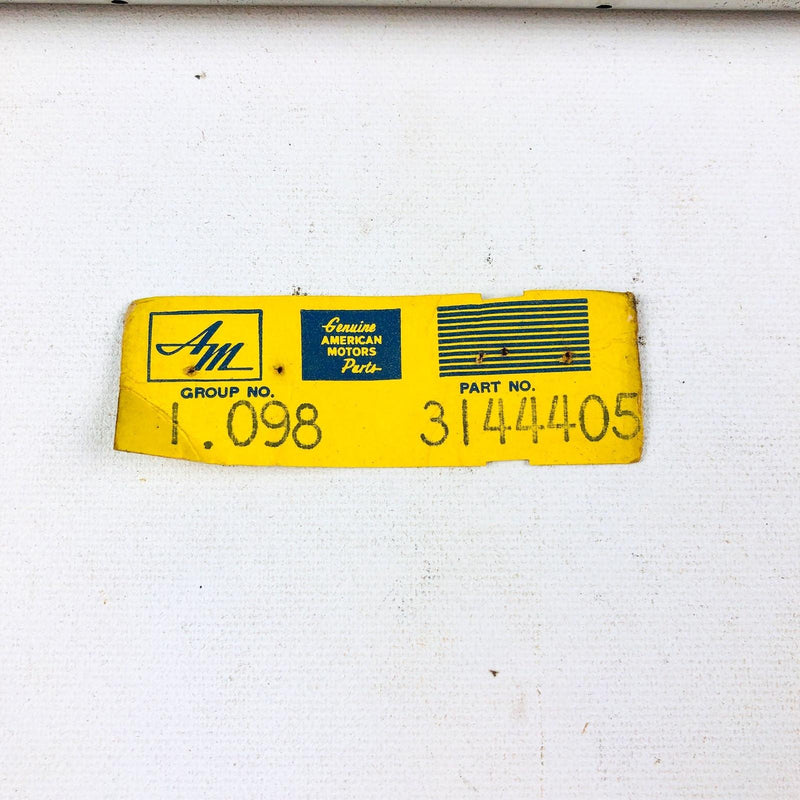 AM
Genuine
AMERICAN
MOTORS
Parts
GROUP NO.
1.098
PART NO.
3144405